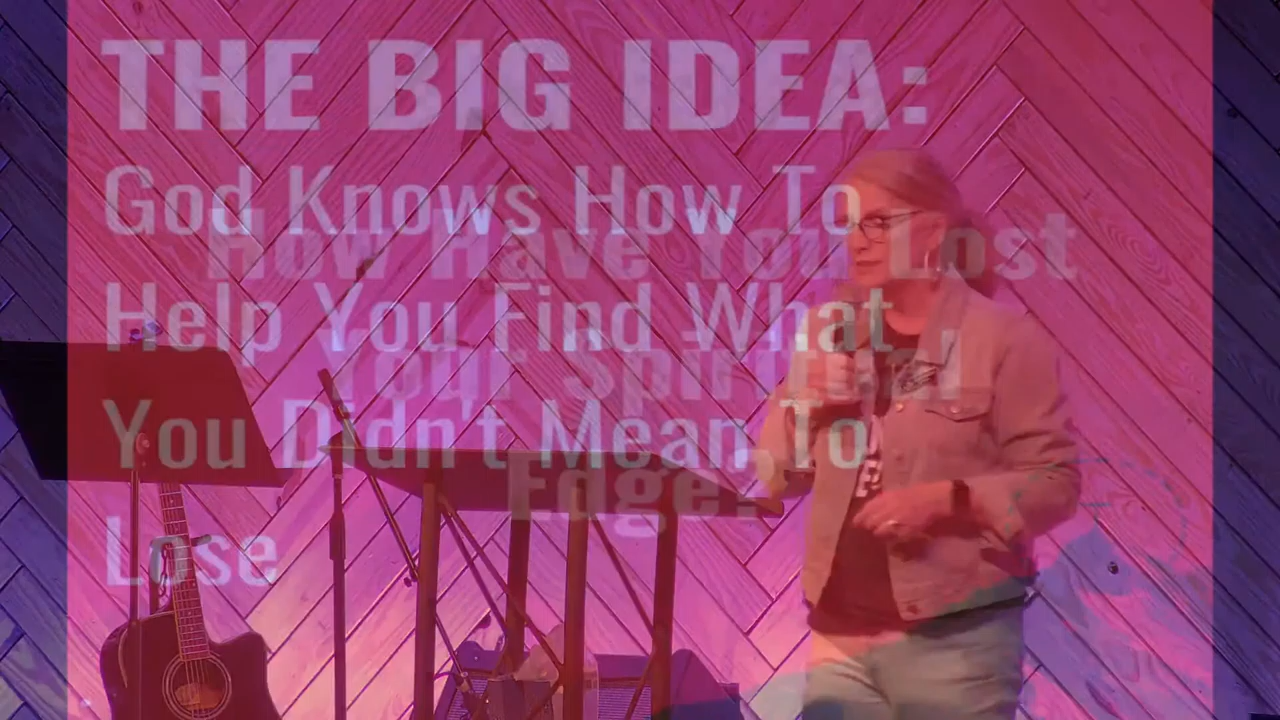 THE BIG IDEA:
God Knows How To
How Have You Lost
Help You Find What
Your Spiritual
You Didn't Mean To
Edge?
Lose